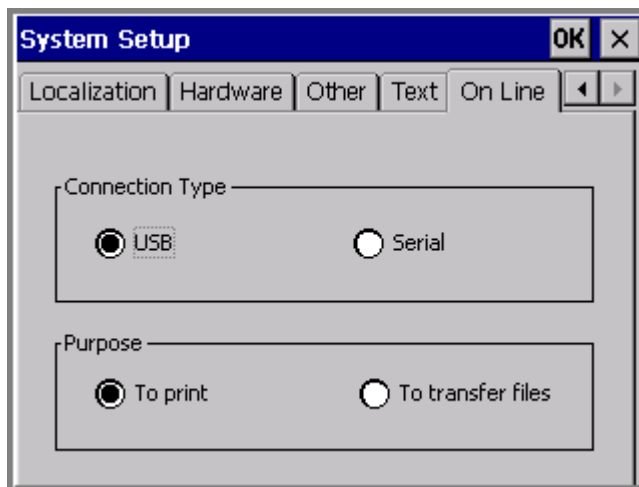 System Setup OK ×
Localization Hardware Other Text On Line
Connection Type
USB Serial
Purpose
To print To transfer files